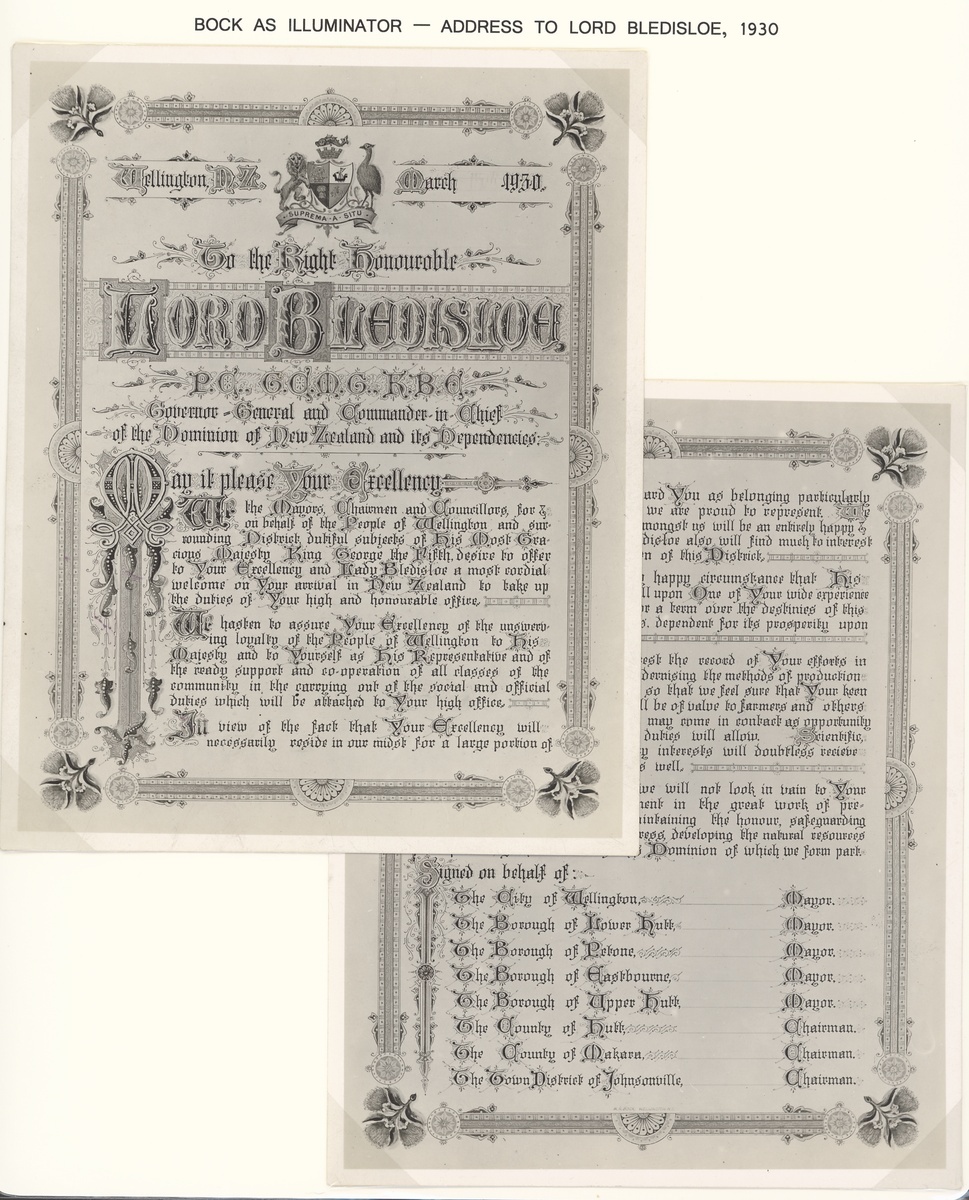 BOCK AS ILLUMINATOR — ADDRESS TO LORD BLEDISLOE, 1930
Wellington, N.Z. March 1930.
SUPREMA · A · SITU
To the Right Honourable
LORD BLEDISLOE,
P.C., G.C.M.G., K.B.E.,
Governor-General and Commander-in-Chief
of the Dominion of New Zealand and its Dependencies.
May it please Your Excellency:
We the Mayors, Chairmen and Councillors, for &
on behalf of the People of Wellington and sur-
rounding District, dutiful subjects of His Most Gra-
cious Majesty King George the Fifth, desire to offer
to Your Excellency and Lady Bledisloe a most cordial
welcome on Your arrival in New Zealand to take up
the duties of Your high and honourable office.
We hasten to assure Your Excellency of the unswerv-
ing loyalty of the People of Wellington to His
Majesty and to Yourself as His Representative and of
the ready support and co-operation of all classes of the
community in the carrying out of the social and official
duties which will be attached to Your high office.
In view of the fact that Your Excellency will
necessarily reside in our midst for a large portion of
ard You as belonging particularly
we are proud to represent. We
mongst us will be an entirely happy &
disloe also will find much to interest
n of this District.
happy circumstance that His
ll upon One of Your wide experience
r a term over the destinies of this
s, dependent for its prosperity upon
rest the record of Your efforts in
dernising the methods of production
so that we feel sure that Your keen
ll be of value to farmers and others
may come in contact as opportunity
duties will allow. Scientific,
y interests will doubtless recieve
s well.
we will not look in vain to Your
ment in the great work of pre-
intaining the honour, safeguarding
ress, developing the natural resources
Dominion of which we form part.
Signed on behalf of:
The City of Wellington, Mayor.
The Borough of Lower Hutt, Mayor.
The Borough of Petone, Mayor.
The Borough of Eastbourne, Mayor.
The Borough of Upper Hutt, Mayor.
The County of Hutt, Chairman.
The County of Makara, Chairman.
The Town District of Johnsonville, Chairman.